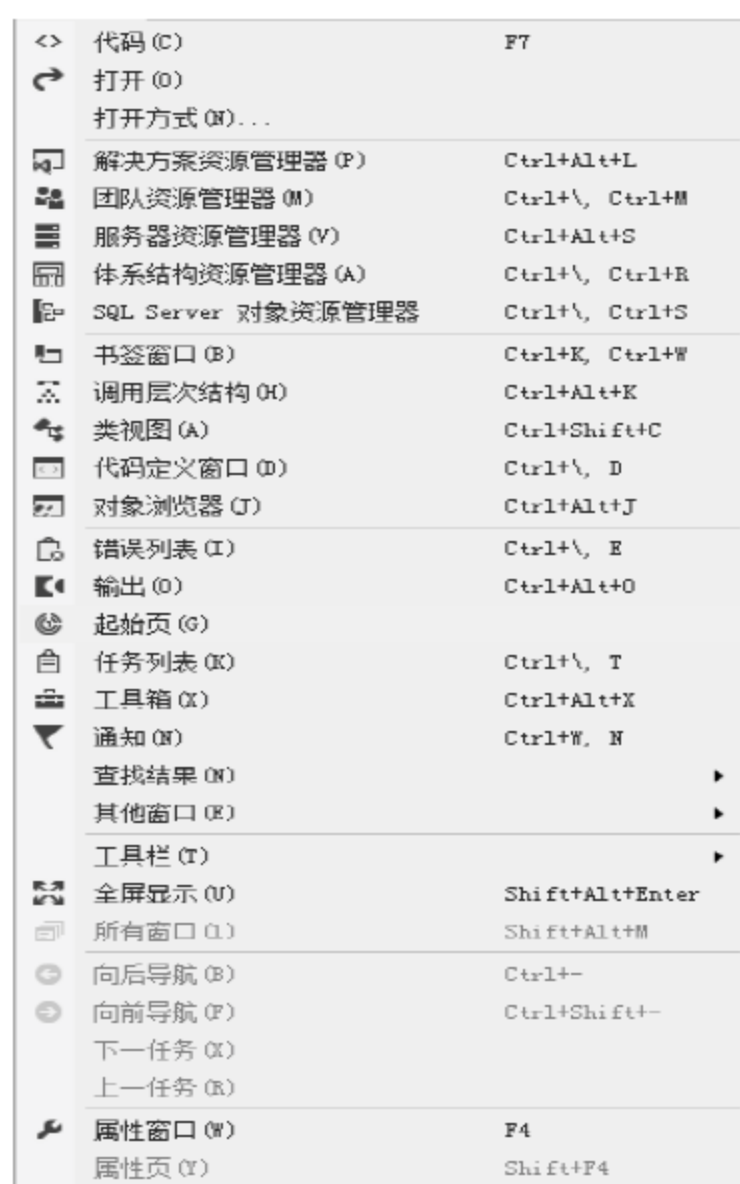 代码(C) F7
打开(O)
打开方式(N)...
解决方案资源管理器(P) Ctrl+Alt+L
团队资源管理器(M) Ctrl+\, Ctrl+M
服务器资源管理器(V) Ctrl+Alt+S
体系结构资源管理器(A) Ctrl+\, Ctrl+R
SQL Server 对象资源管理器 Ctrl+\, Ctrl+S
书签窗口(B) Ctrl+K, Ctrl+W
调用层次结构(H) Ctrl+Alt+K
类视图(A) Ctrl+Shift+C
代码定义窗口(D) Ctrl+\, D
对象浏览器(J) Ctrl+Alt+J
错误列表(I) Ctrl+\, E
输出(O) Ctrl+Alt+O
起始页(G)
任务列表(K) Ctrl+\, T
工具箱(X) Ctrl+Alt+X
通知(N) Ctrl+W, N
查找结果(N)
其他窗口(E)
工具栏(T)
全屏显示(U) Shift+Alt+Enter
所有窗口(1) Shift+Alt+M
向后导航(B) Ctrl+-
向前导航(F) Ctrl+Shift+-
下一任务(X)
上一任务(R)
属性窗口(W) F4
属性页(Y) Shift+F4